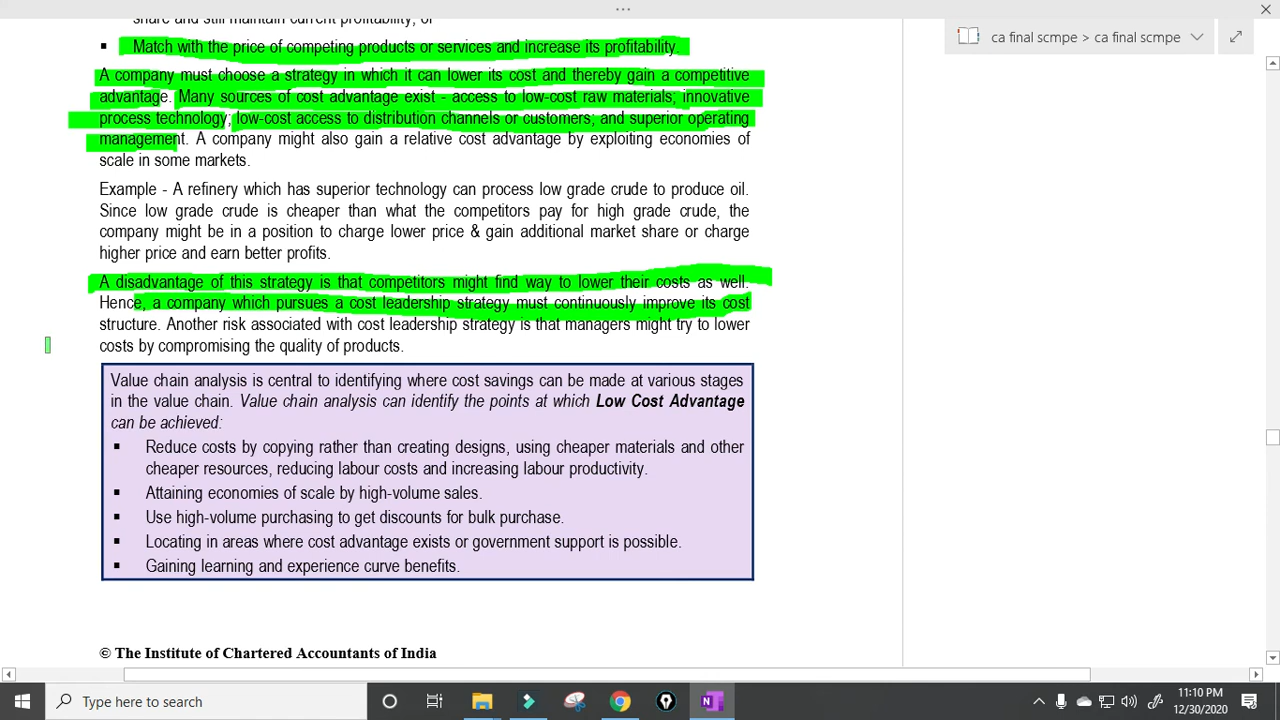 share and still maintain current profitability; or
▪ Match with the price of competing products or services and increase its profitability.
A company must choose a strategy in which it can lower its cost and thereby gain a competitive
advantage. Many sources of cost advantage exist - access to low-cost raw materials; innovative
process technology; low-cost access to distribution channels or customers; and superior operating
management. A company might also gain a relative cost advantage by exploiting economies of
scale in some markets.
Example - A refinery which has superior technology can process low grade crude to produce oil.
Since low grade crude is cheaper than what the competitors pay for high grade crude, the
company might be in a position to charge lower price & gain additional market share or charge
higher price and earn better profits.
A disadvantage of this strategy is that competitors might find way to lower their costs as well.
Hence, a company which pursues a cost leadership strategy must continuously improve its cost
structure. Another risk associated with cost leadership strategy is that managers might try to lower
costs by compromising the quality of products.
Value chain analysis is central to identifying where cost savings can be made at various stages
in the value chain. Value chain analysis can identify the points at which Low Cost Advantage
can be achieved:
▪ Reduce costs by copying rather than creating designs, using cheaper materials and other
cheaper resources, reducing labour costs and increasing labour productivity.
▪ Attaining economies of scale by high-volume sales.
▪ Use high-volume purchasing to get discounts for bulk purchase.
▪ Locating in areas where cost advantage exists or government support is possible.
▪ Gaining learning and experience curve benefits.
© The Institute of Chartered Accountants of India
ca final scmpe > ca final scmpe
Type here to search
11:10 PM
12/30/2020